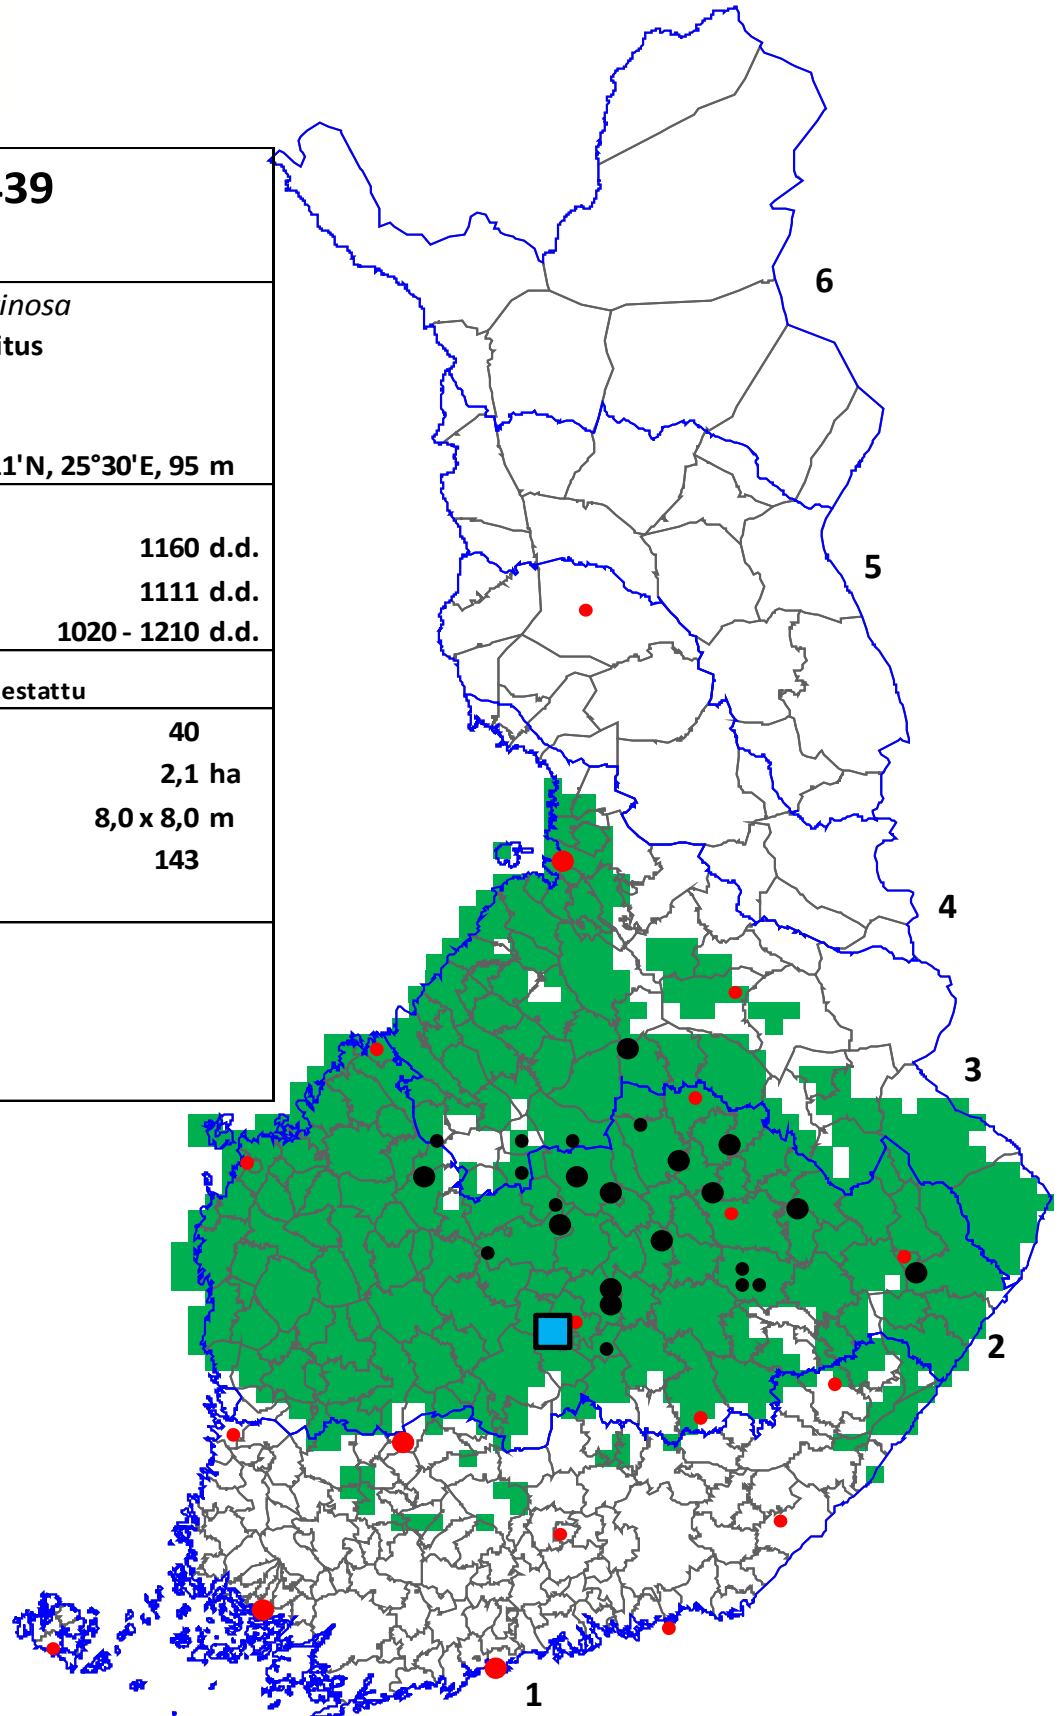 39
inosa
itus
1'N, 25°30'E, 95 m
1160 d.d.
1111 d.d.
1020 - 1210 d.d.
estattu
40
2,1 ha
8,0 x 8,0 m
143
6
5
4
3
2
1